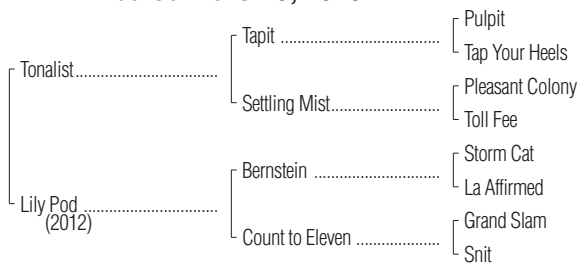 Pulpit
Tapit
Tap Your Heels
Tonalist
Pleasant Colony
Settling Mist
Toll Fee
Storm Cat
Bernstein
La Affirmed
Lily Pod
(2012)
Grand Slam
Count to Eleven
Snit